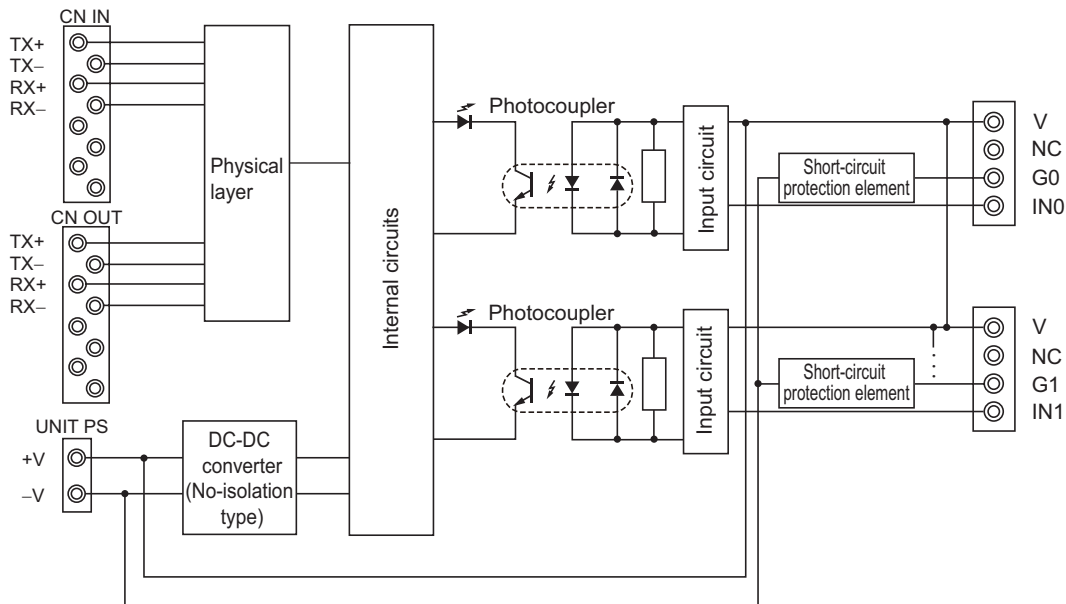 CN IN
TX+
TX−
RX+
RX−
CN OUT
TX+
TX−
RX+
RX−
UNIT PS
+V
−V
Physical
layer
DC-DC
converter
(No-isolation
type)
Internal circuits
Photocoupler
Input circuit
Short-circuit
protection element
V
NC
G0
IN0
Photocoupler
Input circuit
Short-circuit
protection element
V
NC
G1
IN1